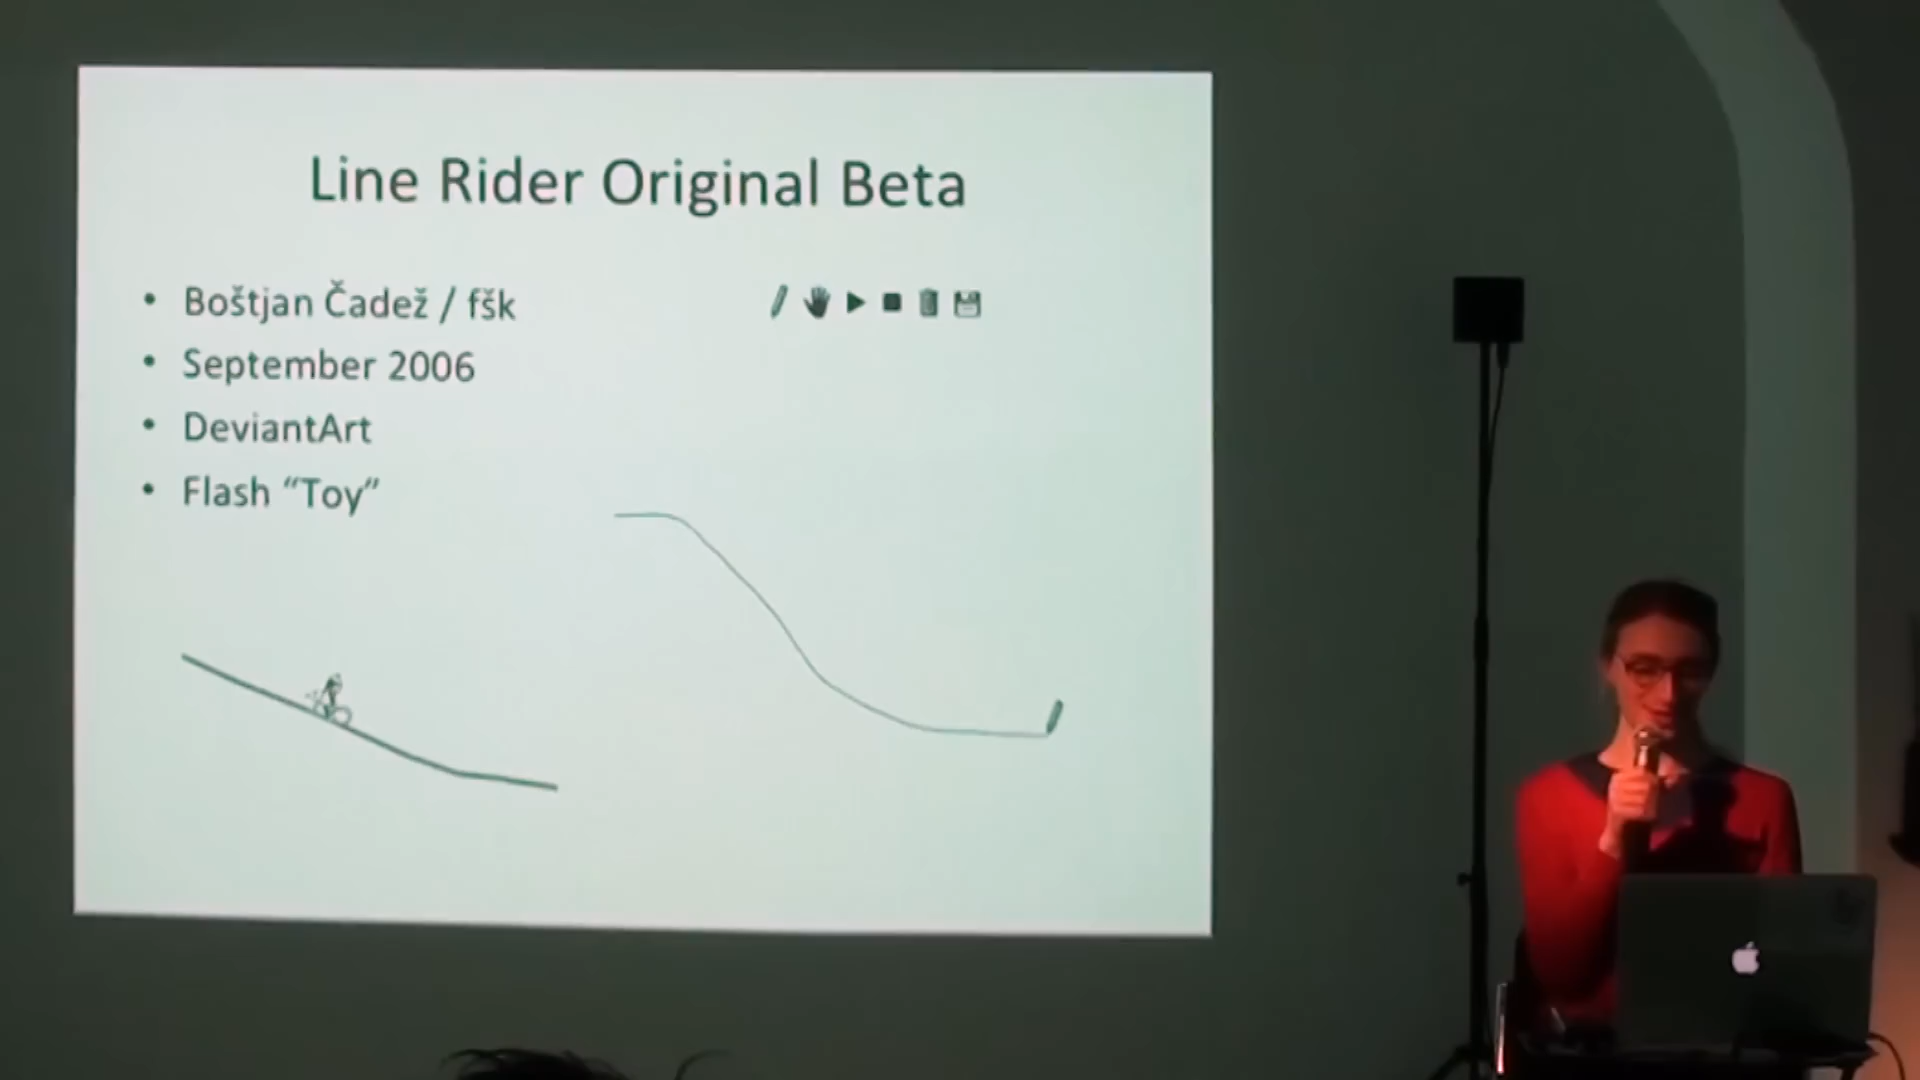 Line Rider Original Beta
• Boštjan Čadež / fšk
• September 2006
• DeviantArt
• Flash “Toy”